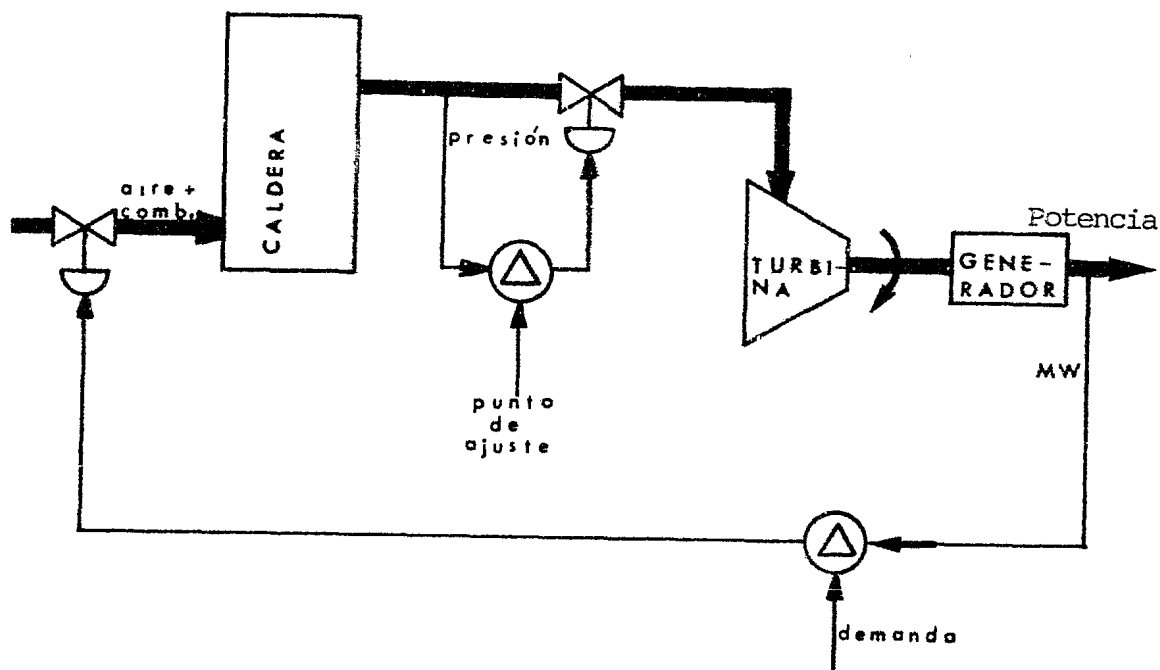 CALDERA
presión
aire+
comb.
Potencia
TURBI-
NA
GENE-
RADOR
MW
punto
de
ajuste
demanda